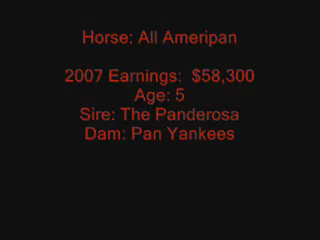 Horse: All Ameripan
2007 Earnings:  $58,300
Age: 5
Sire: The Panderosa
Dam: Pan Yankees